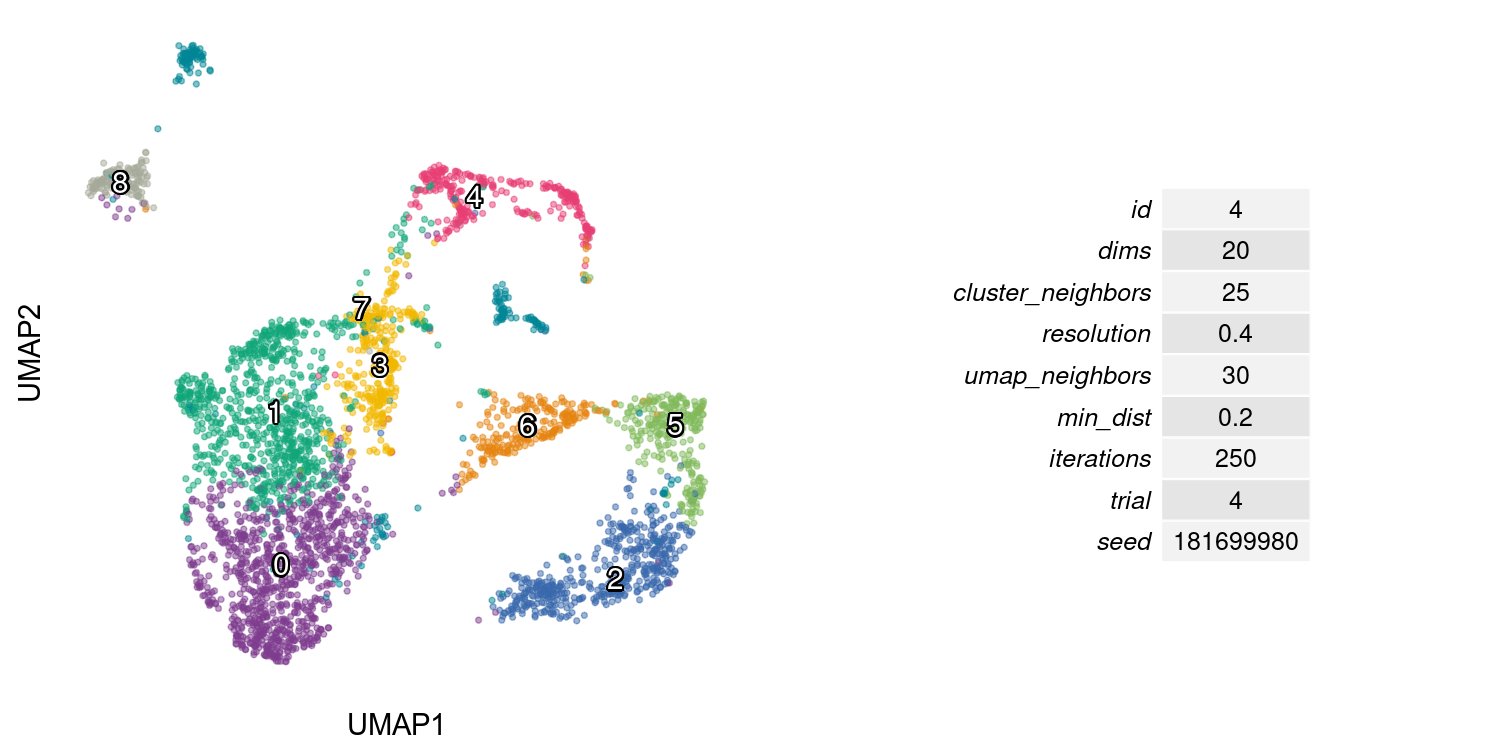 8
4
7
3
1
6
5
0
2
UMAP1
UMAP2
id 4
dims 20
cluster_neighbors 25
resolution 0.4
umap_neighbors 30
min_dist 0.2
iterations 250
trial 4
seed 181699980